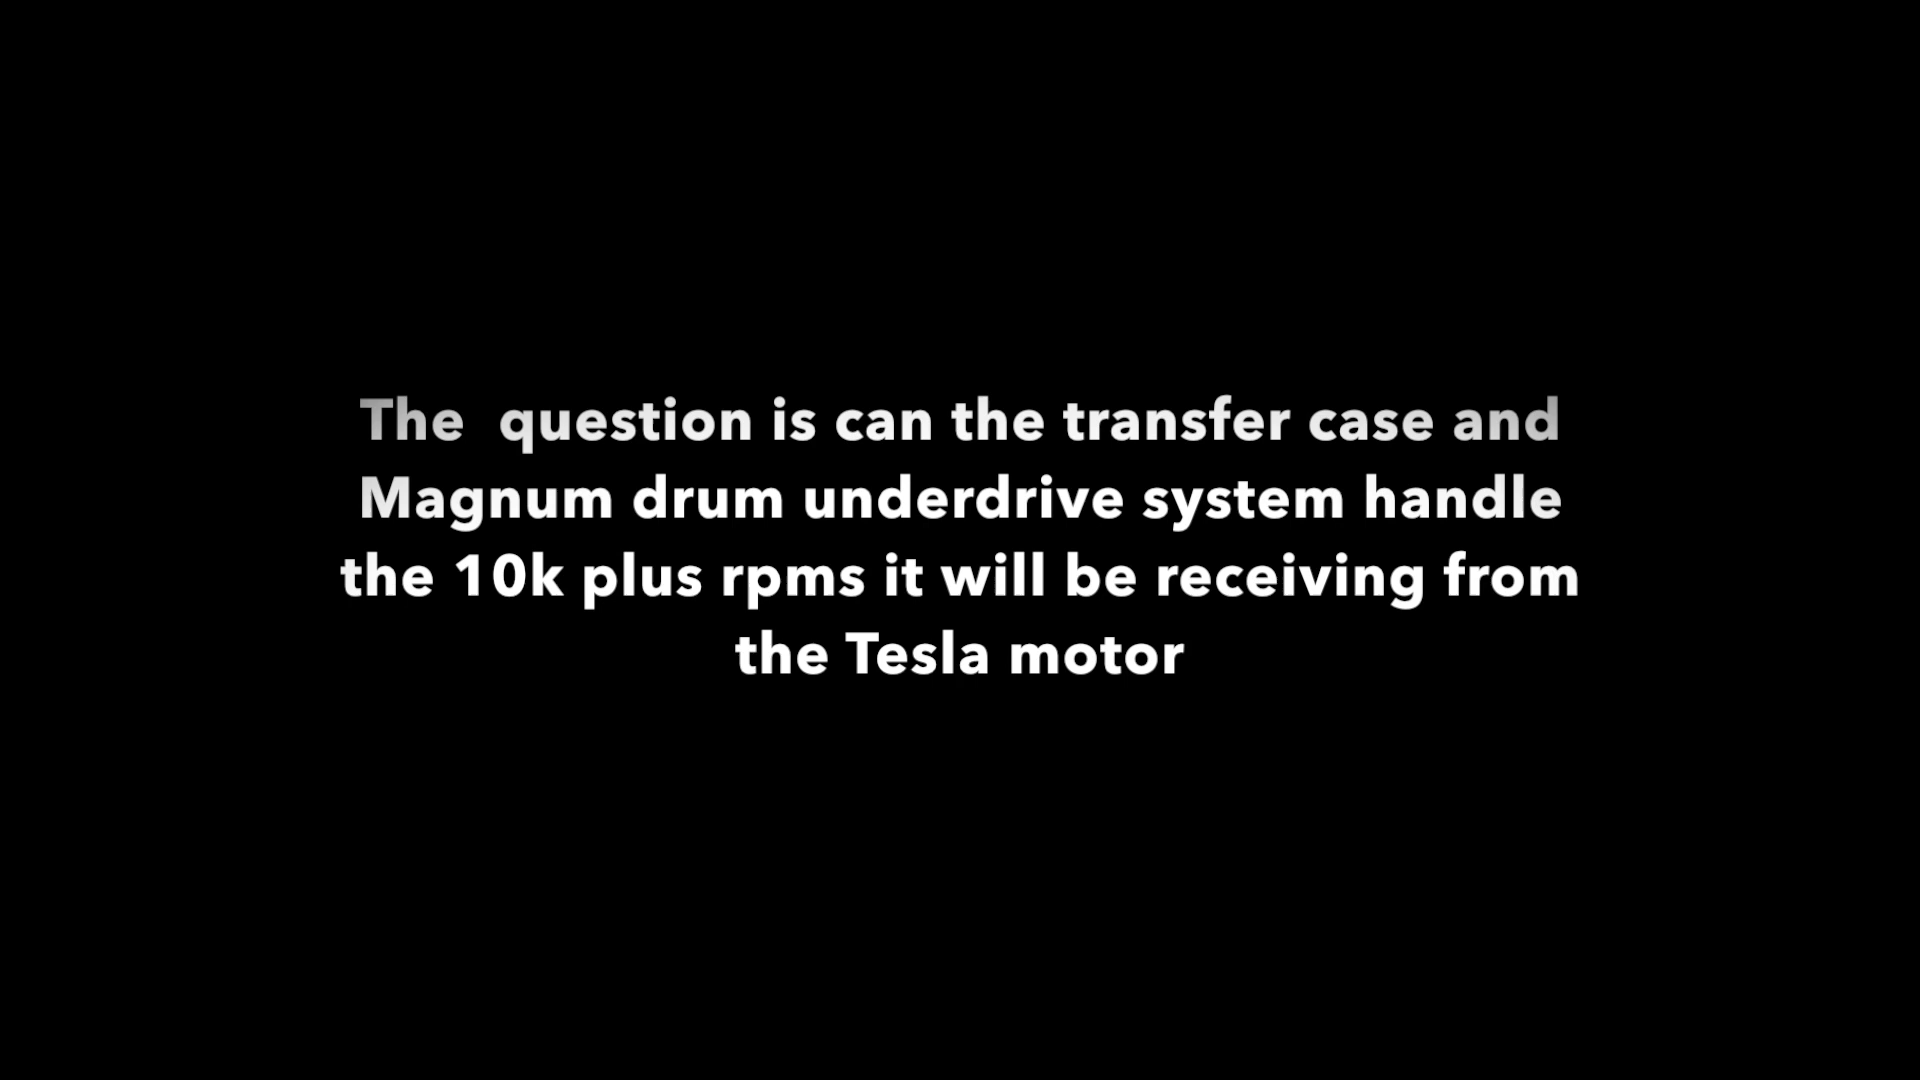 The  question is can the transfer case and
Magnum drum underdrive system handle
the 10k plus rpms it will be receiving from
the Tesla motor